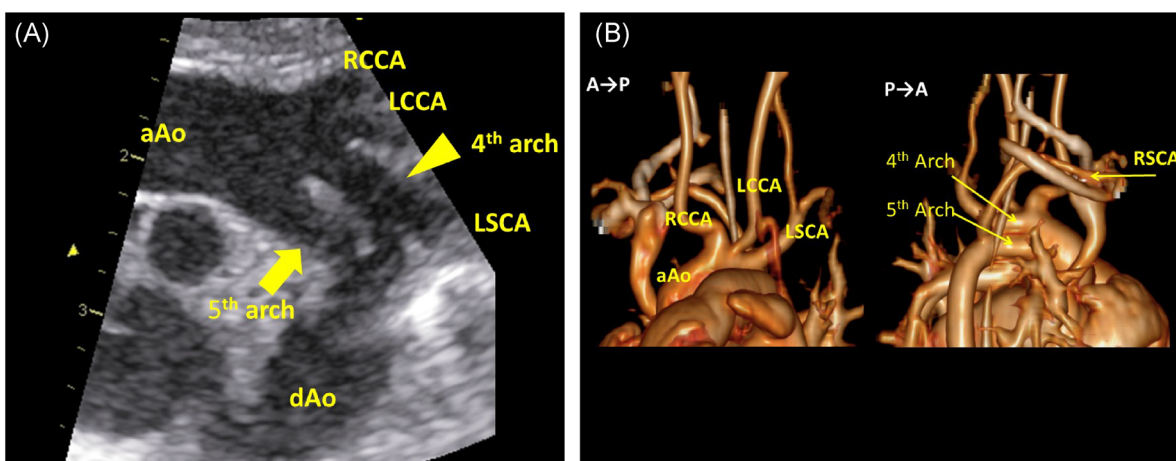 (A)
RCCA
LCCA
aAo
4th arch
2
LSCA
5th arch
3
dAo
(B)
A→P
P→A
4th Arch
RSCA
LCCA
5th Arch
RCCA
LSCA
aAo